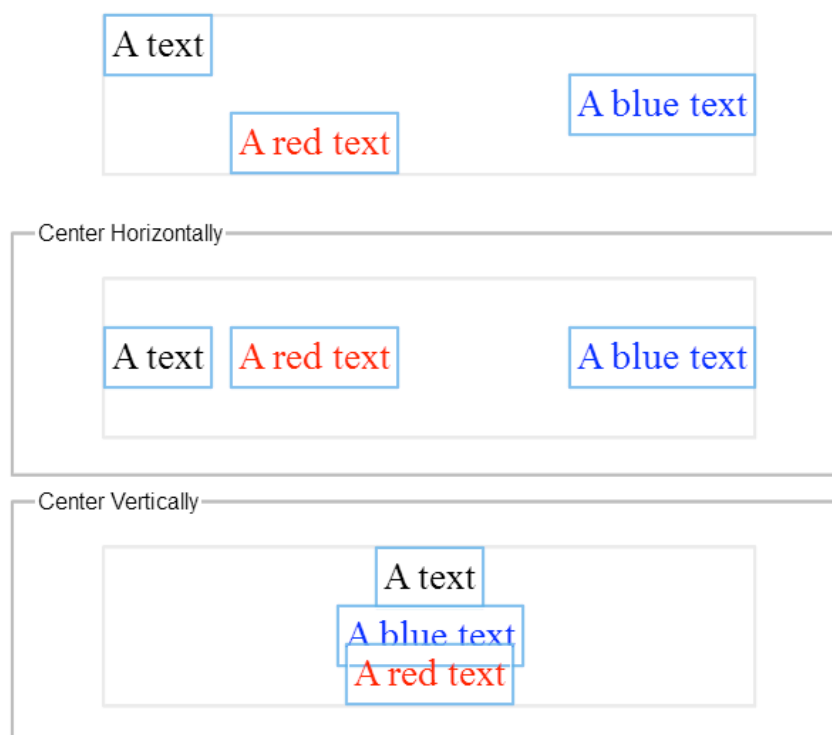 A text
A blue text
A red text
Center Horizontally
A text A red text A blue text
Center Vertically
A text
A blue text
A red text